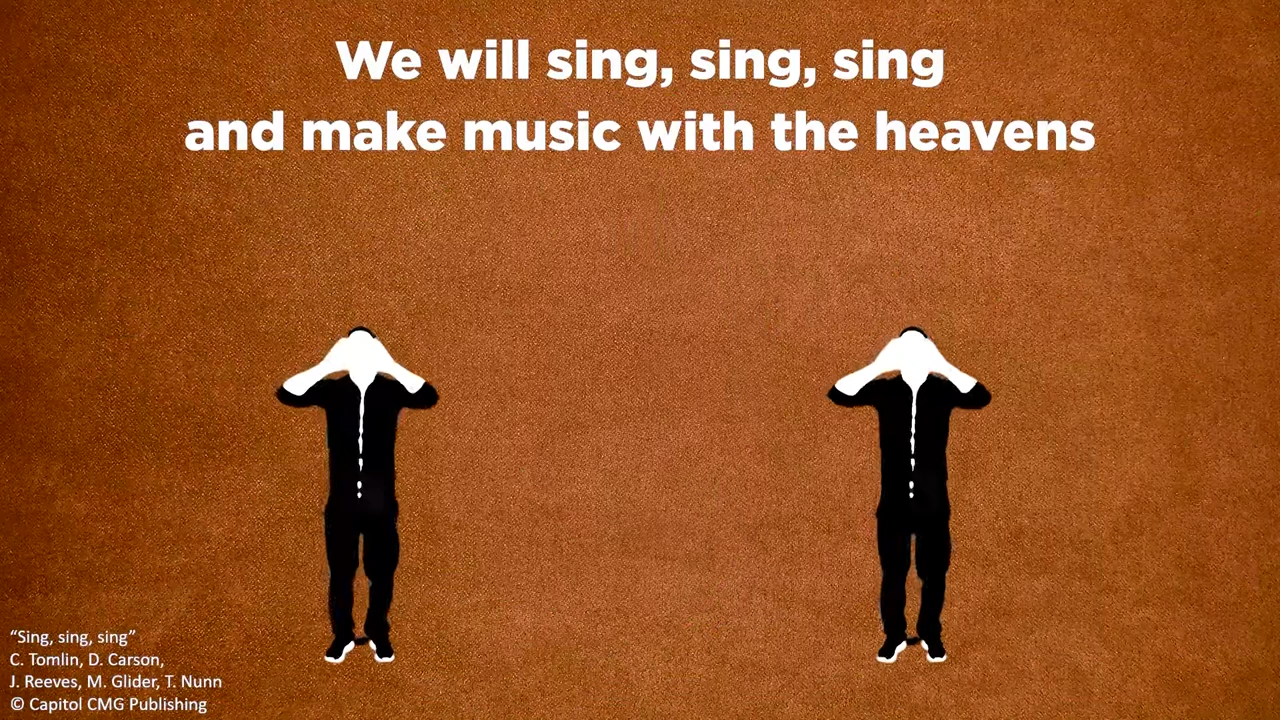 We will sing, sing, sing
and make music with the heavens
“Sing, sing, sing”
C. Tomlin, D. Carson,
J. Reeves, M. Glider, T. Nunn
© Capitol CMG Publishing